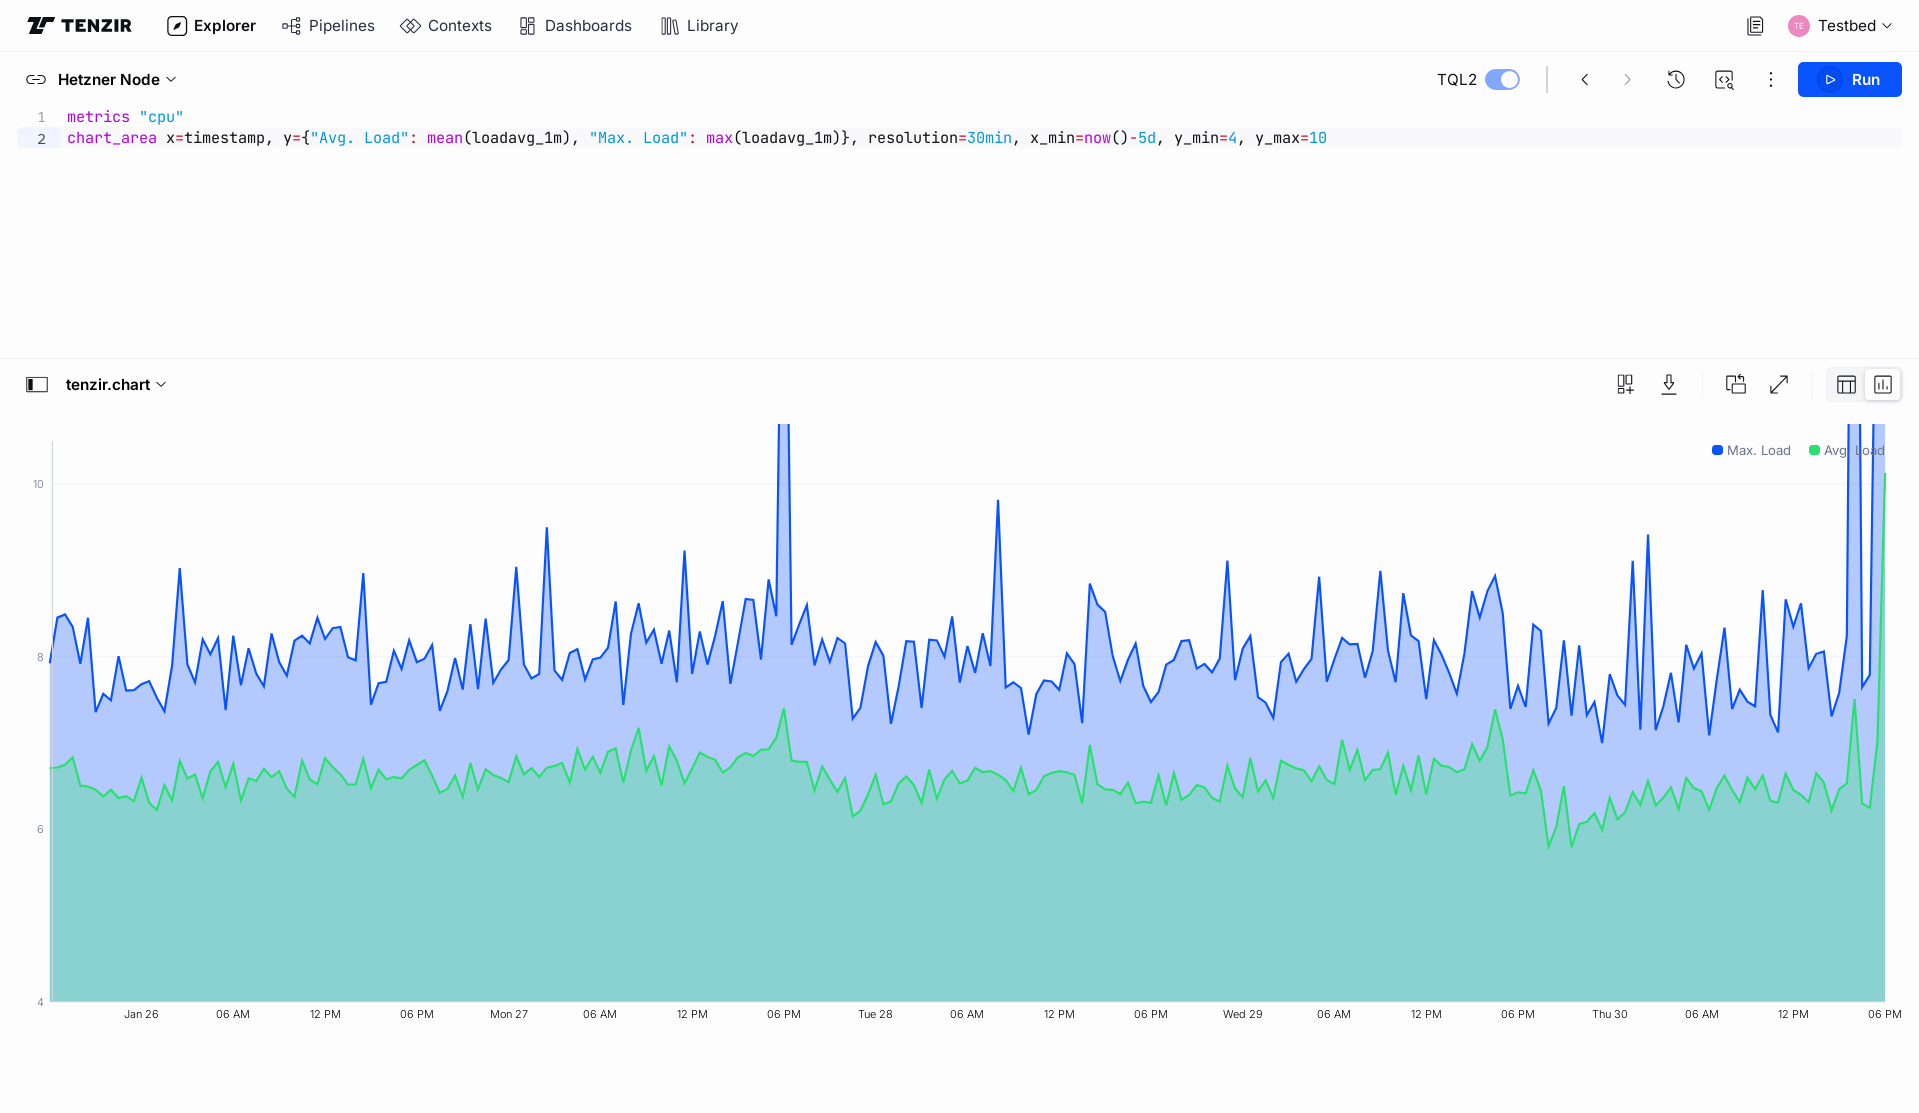 TENZIR Explorer Pipelines Contexts Dashboards Library TE Testbed
Hetzner Node TQL2 Run
1 metrics "cpu"
2 chart_area x=timestamp, y={"Avg. Load": mean(loadavg_1m), "Max. Load": max(loadavg_1m)}, resolution=30min, x_min=now()-5d, y_min=4, y_max=10
tenzir.chart
Max. Load Avg. Load
10
8
6
4
Jan 26 06 AM 12 PM 06 PM Mon 27 06 AM 12 PM 06 PM Tue 28 06 AM 12 PM 06 PM Wed 29 06 AM 12 PM 06 PM Thu 30 06 AM 12 PM 06 PM